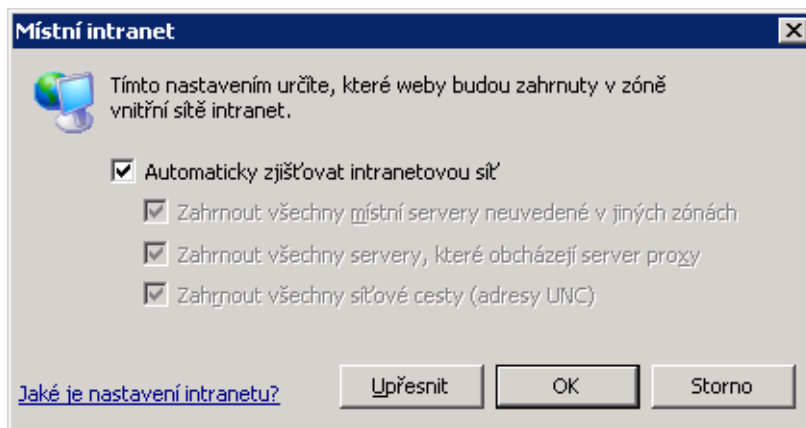 Místní intranet
Tímto nastavením určíte, které weby budou zahrnuty v zóně
vnitřní sítě intranet.
Automaticky zjišťovat intranetovou síť
Zahrnout všechny místní servery neuvedené v jiných zónách
Zahrnout všechny servery, které obcházejí server proxy
Zahrnout všechny síťové cesty (adresy UNC)
Jaké je nastavení intranetu?
Upřesnit
OK
Storno